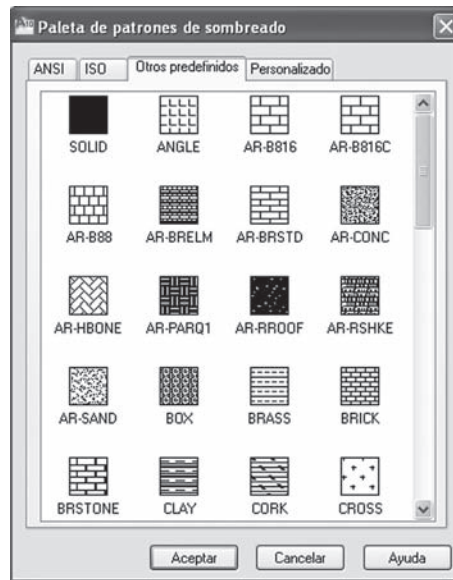 Paleta de patrones de sombreado
ANSI ISO Otros predefinidos Personalizado
SOLID ANGLE AR-B816 AR-B816C
AR-B88 AR-BRELM AR-BRSTD AR-CONC
AR-HBONE AR-PARQ1 AR-RROOF AR-RSHKE
AR-SAND BOX BRASS BRICK
BRSTONE CLAY CORK CROSS
Aceptar Cancelar Ayuda